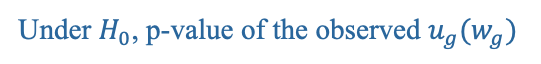 Under H₀, p-value of the observed u_g(w_g)